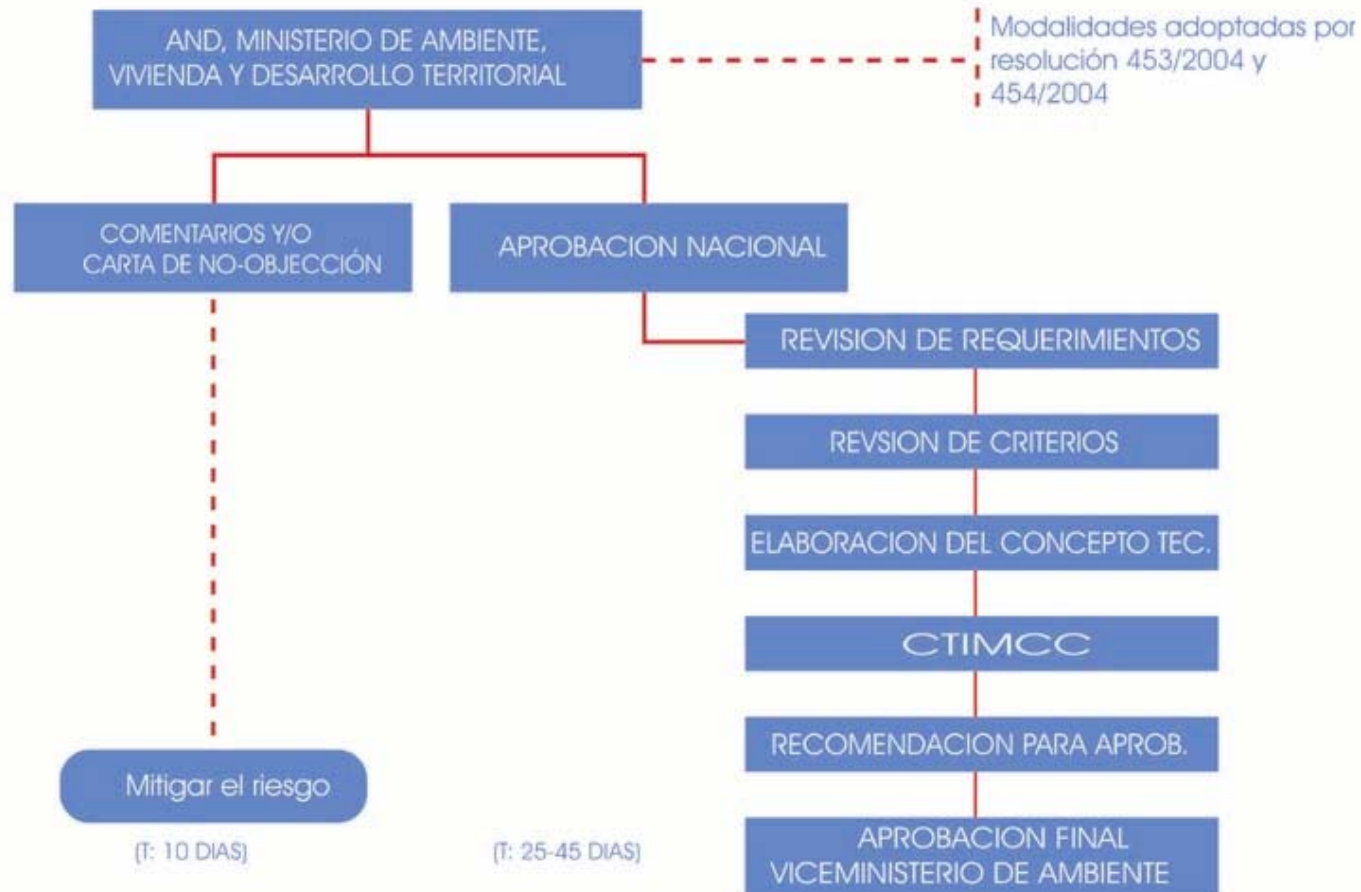 AND, MINISTERIO DE AMBIENTE,
VIVIENDA Y DESARROLLO TERRITORIAL
Modalidades adoptadas por
resolución 453/2004 y
454/2004
COMENTARIOS Y/O
CARTA DE NO-OBJECCIÓN
APROBACION NACIONAL
REVISION DE REQUERIMIENTOS
REVSION DE CRITERIOS
ELABORACION DEL CONCEPTO TEC.
CTIMCC
RECOMENDACION PARA APROB.
Mitigar el riesgo
(T: 10 DIAS)
(T: 25-45 DIAS)
APROBACION FINAL
VICEMINISTERIO DE AMBIENTE